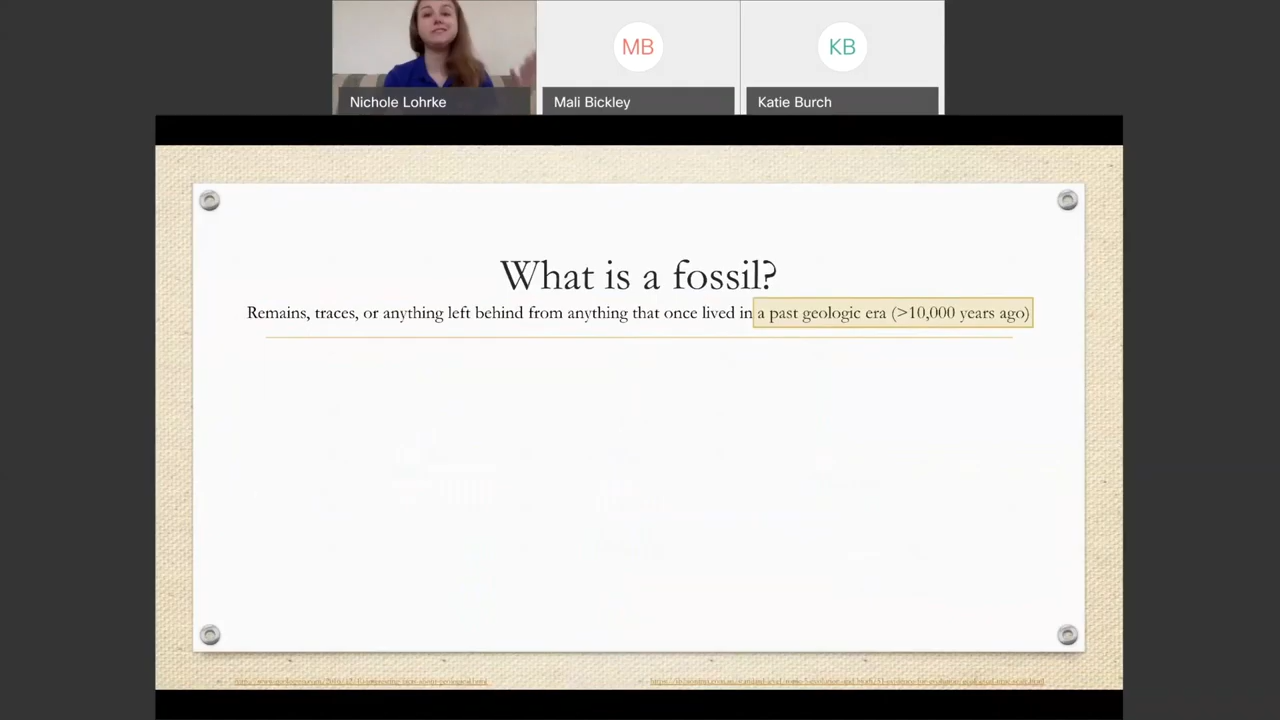 MB
KB
Nichole Lohrke
Mali Bickley
Katie Burch
What is a fossil?
Remains, traces, or anything left behind from anything that once lived in a past geologic era (>10,000 years ago)